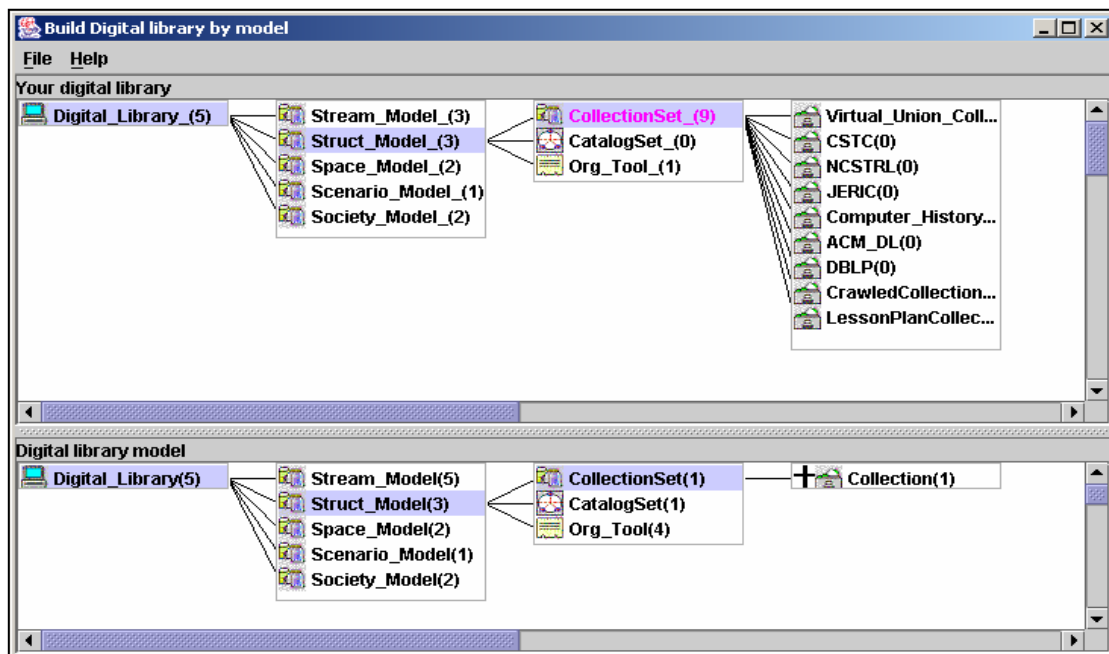 Build Digital library by model
File Help
Your digital library
Digital_Library_(5)
Stream_Model_(3)
Struct_Model_(3)
Space_Model_(2)
Scenario_Model_(1)
Society_Model_(2)
CollectionSet_(9)
CatalogSet_(0)
Org_Tool_(1)
Virtual_Union_Coll...
CSTC(0)
NCSTRL(0)
JERIC(0)
Computer_History...
ACM_DL(0)
DBLP(0)
CrawledCollection...
LessonPlanCollec...
Digital library model
Digital_Library(5)
Stream_Model(5)
Struct_Model(3)
Space_Model(2)
Scenario_Model(1)
Society_Model(2)
CollectionSet(1)
CatalogSet(1)
Org_Tool(4)
Collection(1)